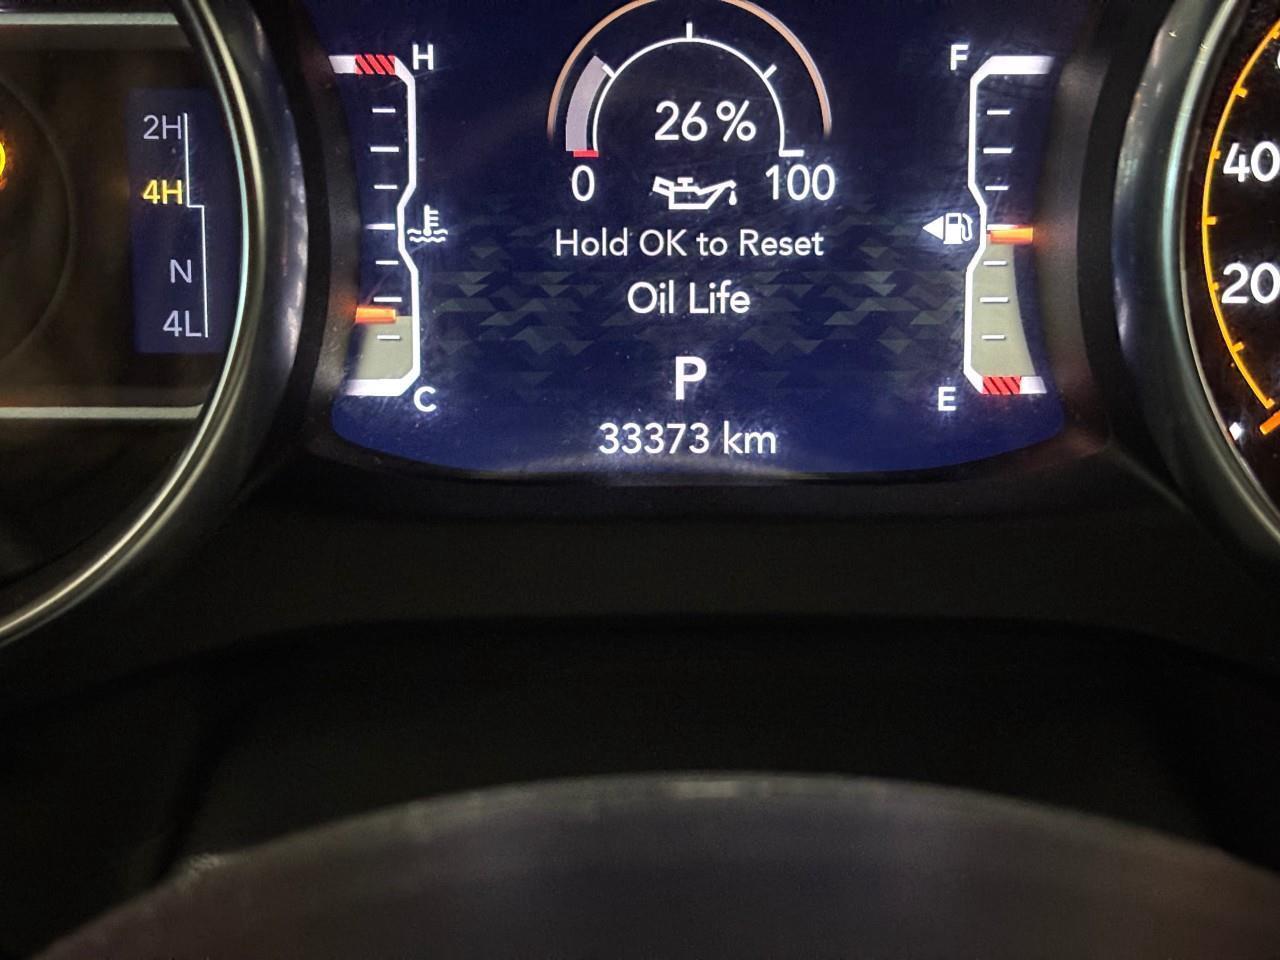 2H
4H
N
4L
H
C
26%
0
100
Hold OK to Reset
Oil Life
P
33373 km
F
E
40
20